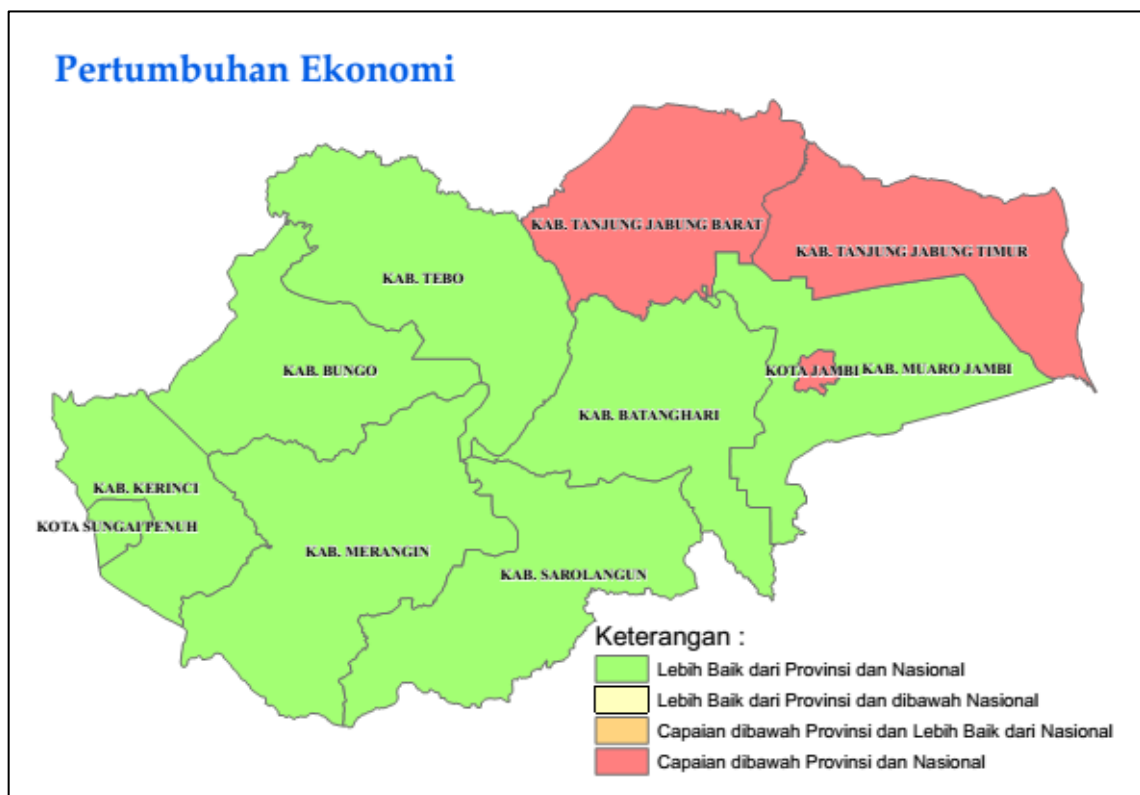 Pertumbuhan Ekonomi
KAB. TANJUNG JABUNG BARAT
KAB. TANJUNG JABUNG TIMUR
KAB. TEBO
KAB. BUNGO
KOTA JAMBI
KAB. MUARO JAMBI
KAB. BATANGHARI
KAB. KERINCI
KOTA SUNGAI PENUH
KAB. MERANGIN
KAB. SAROLANGUN
Keterangan :
Lebih Baik dari Provinsi dan Nasional
Lebih Baik dari Provinsi dan dibawah Nasional
Capaian dibawah Provinsi dan Lebih Baik dari Nasional
Capaian dibawah Provinsi dan Nasional